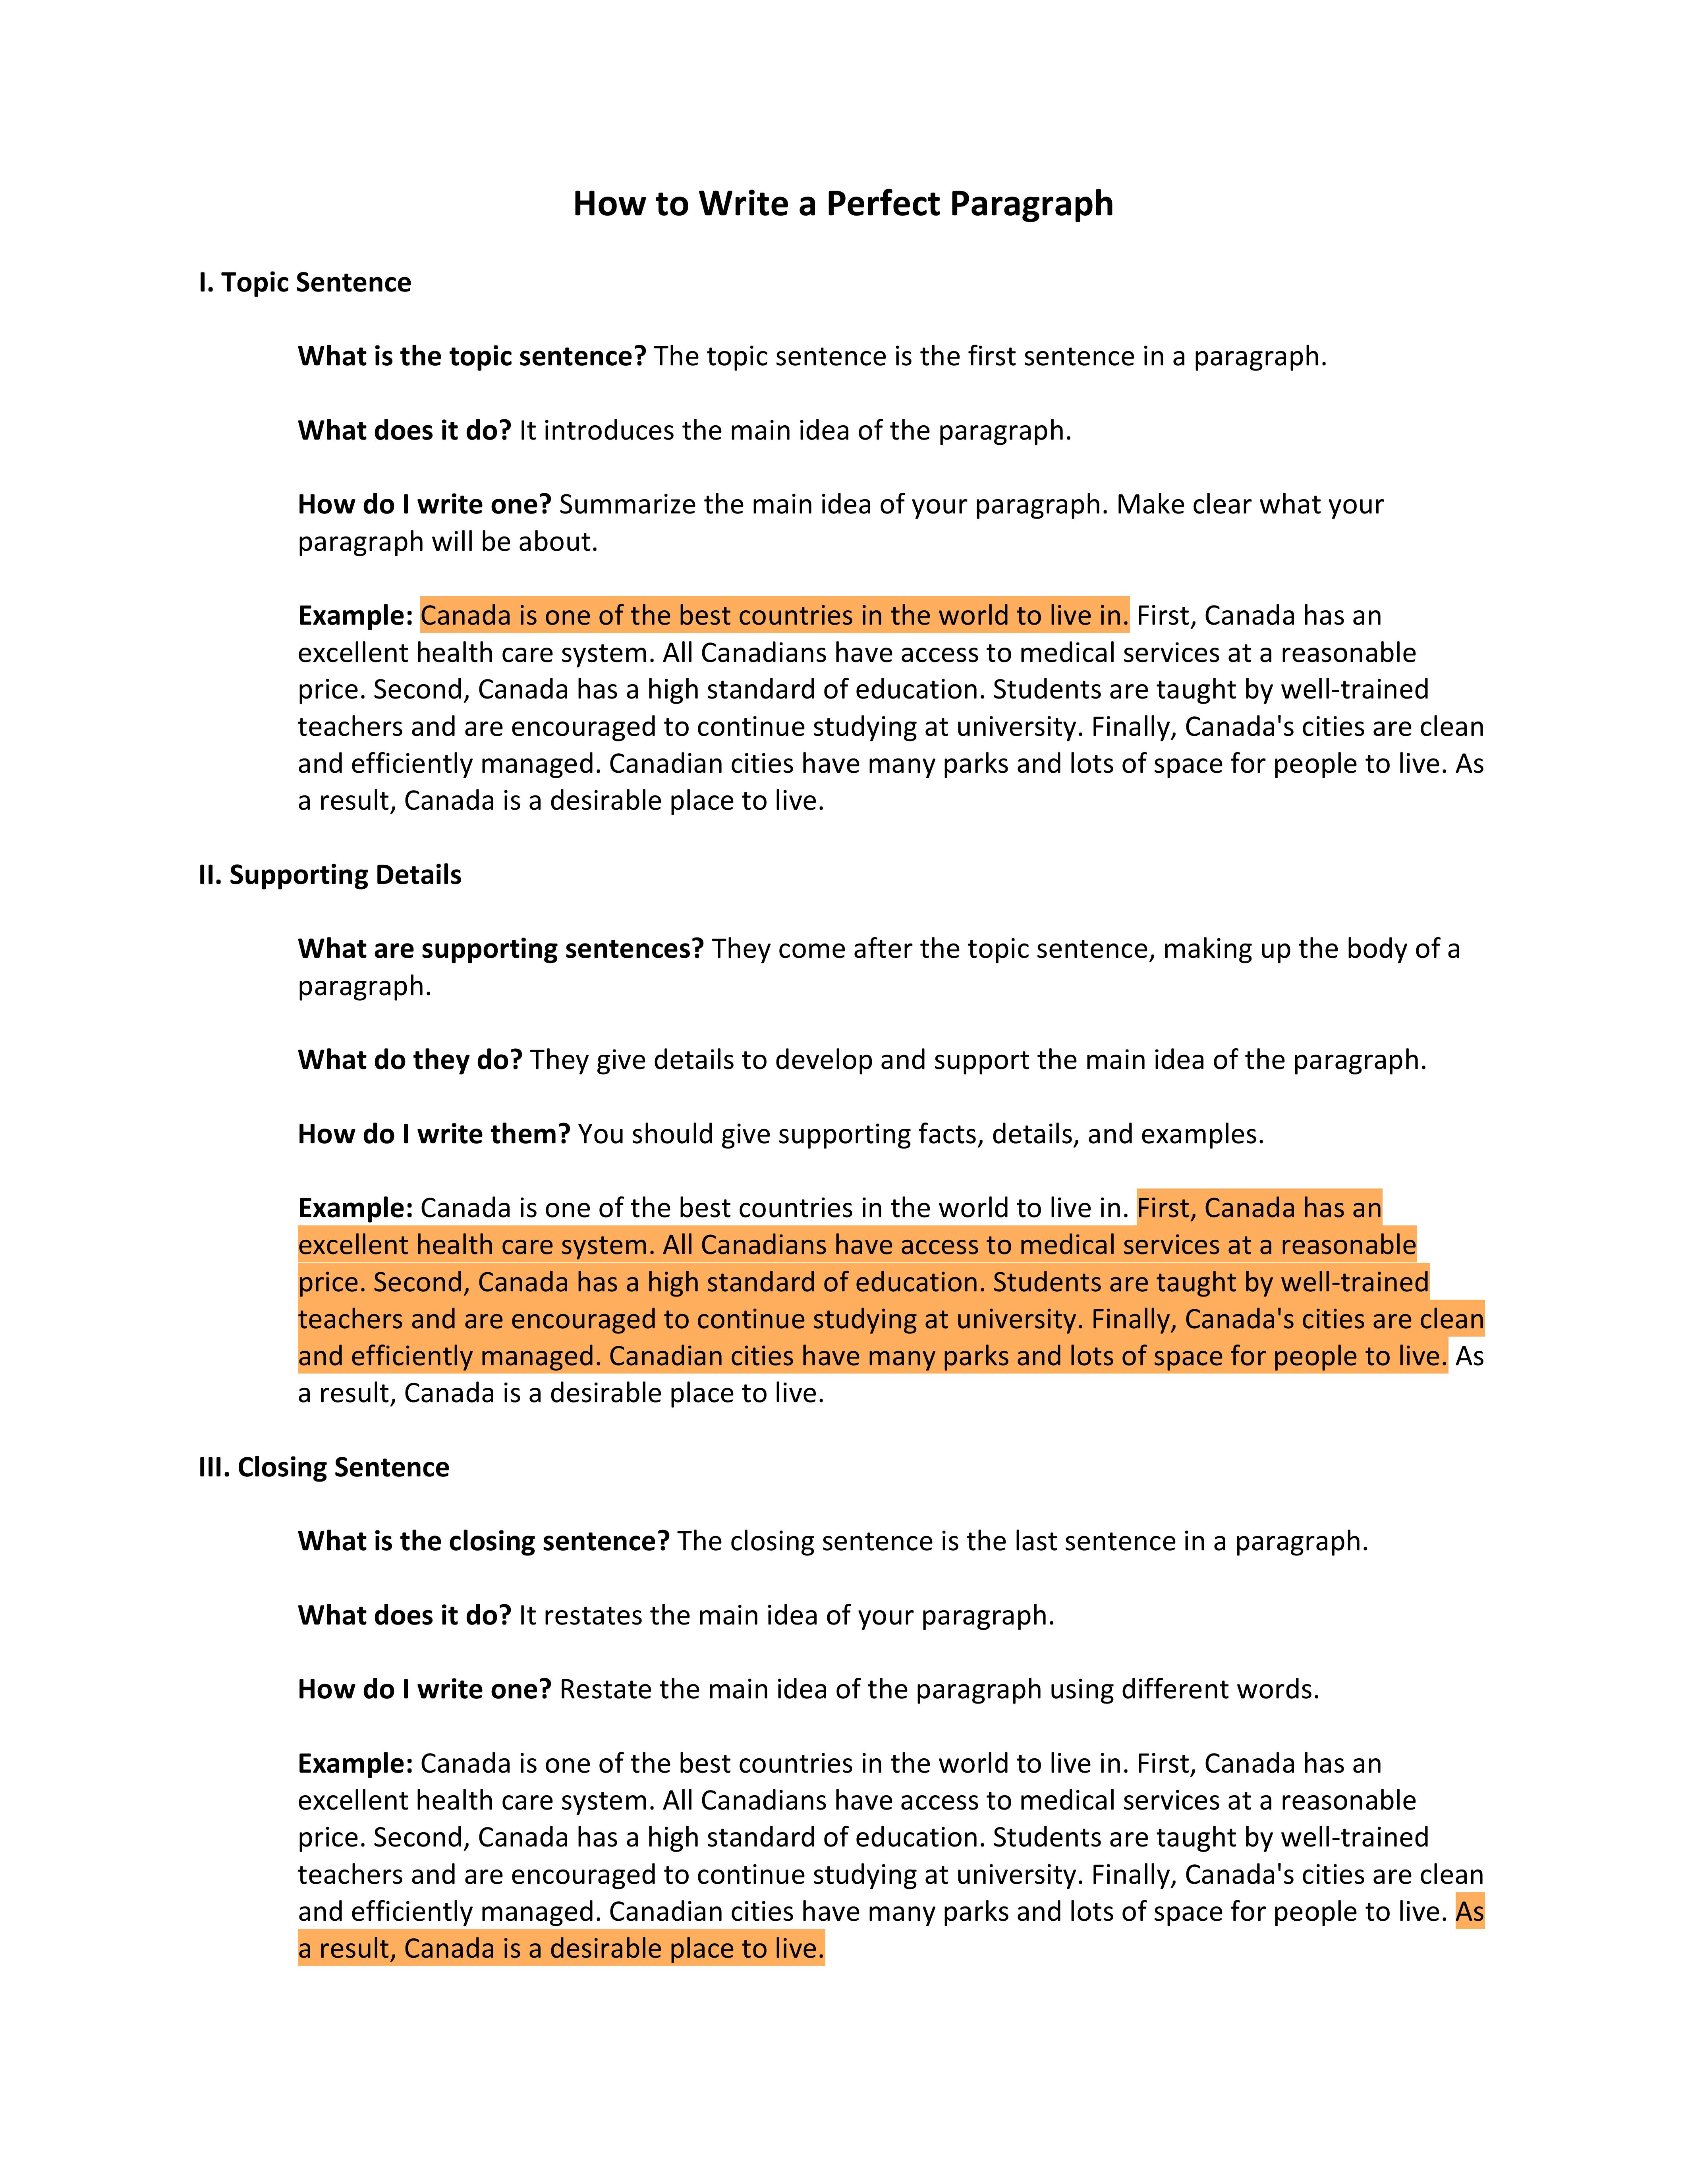 How to Write a Perfect Paragraph
I. Topic Sentence
What is the topic sentence? The topic sentence is the first sentence in a paragraph.
What does it do? It introduces the main idea of the paragraph.
How do I write one? Summarize the main idea of your paragraph. Make clear what your
paragraph will be about.
Example: Canada is one of the best countries in the world to live in. First, Canada has an
excellent health care system. All Canadians have access to medical services at a reasonable
price. Second, Canada has a high standard of education. Students are taught by well-trained
teachers and are encouraged to continue studying at university. Finally, Canada's cities are clean
and efficiently managed. Canadian cities have many parks and lots of space for people to live. As
a result, Canada is a desirable place to live.
II. Supporting Details
What are supporting sentences? They come after the topic sentence, making up the body of a
paragraph.
What do they do? They give details to develop and support the main idea of the paragraph.
How do I write them? You should give supporting facts, details, and examples.
Example: Canada is one of the best countries in the world to live in. First, Canada has an
excellent health care system. All Canadians have access to medical services at a reasonable
price. Second, Canada has a high standard of education. Students are taught by well-trained
teachers and are encouraged to continue studying at university. Finally, Canada's cities are clean
and efficiently managed. Canadian cities have many parks and lots of space for people to live. As
a result, Canada is a desirable place to live.
III. Closing Sentence
What is the closing sentence? The closing sentence is the last sentence in a paragraph.
What does it do? It restates the main idea of your paragraph.
How do I write one? Restate the main idea of the paragraph using different words.
Example: Canada is one of the best countries in the world to live in. First, Canada has an
excellent health care system. All Canadians have access to medical services at a reasonable
price. Second, Canada has a high standard of education. Students are taught by well-trained
teachers and are encouraged to continue studying at university. Finally, Canada's cities are clean
and efficiently managed. Canadian cities have many parks and lots of space for people to live. As
a result, Canada is a desirable place to live.